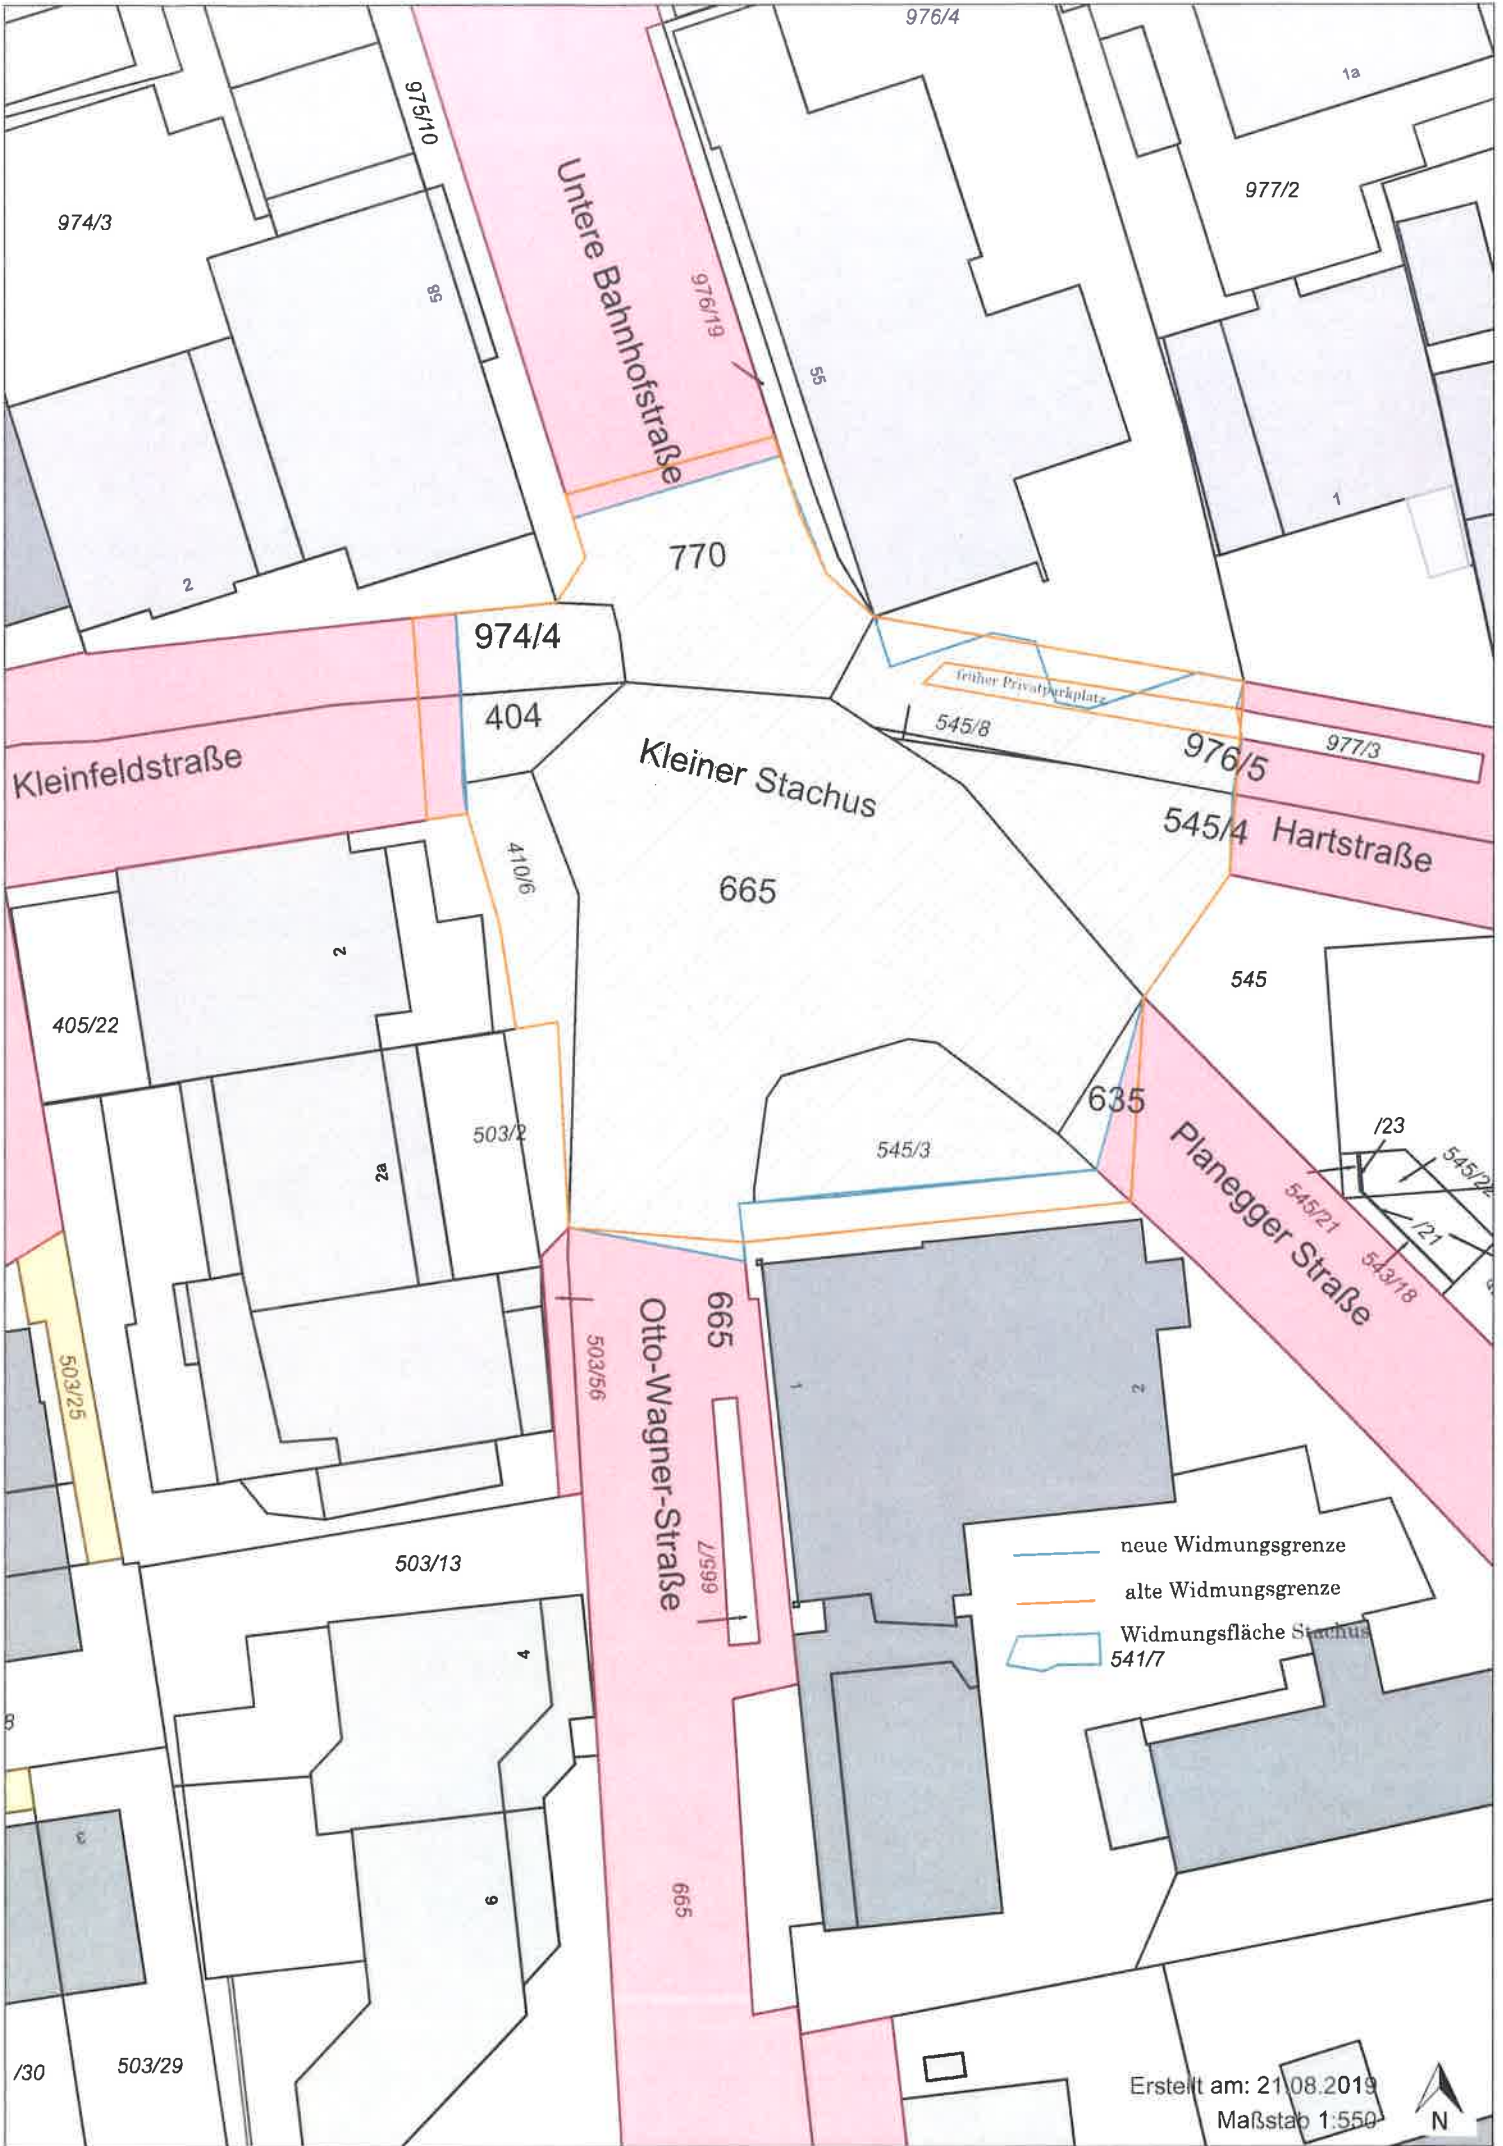 976/4
1a
975/10
977/2
974/3
Untere Bahnhofstraße
976/19
58
55
1
770
2
974/4
früher Privatparkplatz
404
545/8
Kleiner Stachus
976/5
977/3
Kleinfeldstraße
545/4
Hartstraße
410/6
665
2
545
405/22
635
503/2
545/3
2a
Planegger Straße
/23
545/22
545/21
/21
543/18
665
Otto-Wagner-Straße
503/56
503/25
1
2
503/13
665/7
neue Widmungsgrenze
alte Widmungsgrenze
Widmungsfläche Stachus
541/7
4
3
6
665
/30
503/29
Erstellt am: 21.08.2019
Maßstab 1:550
N